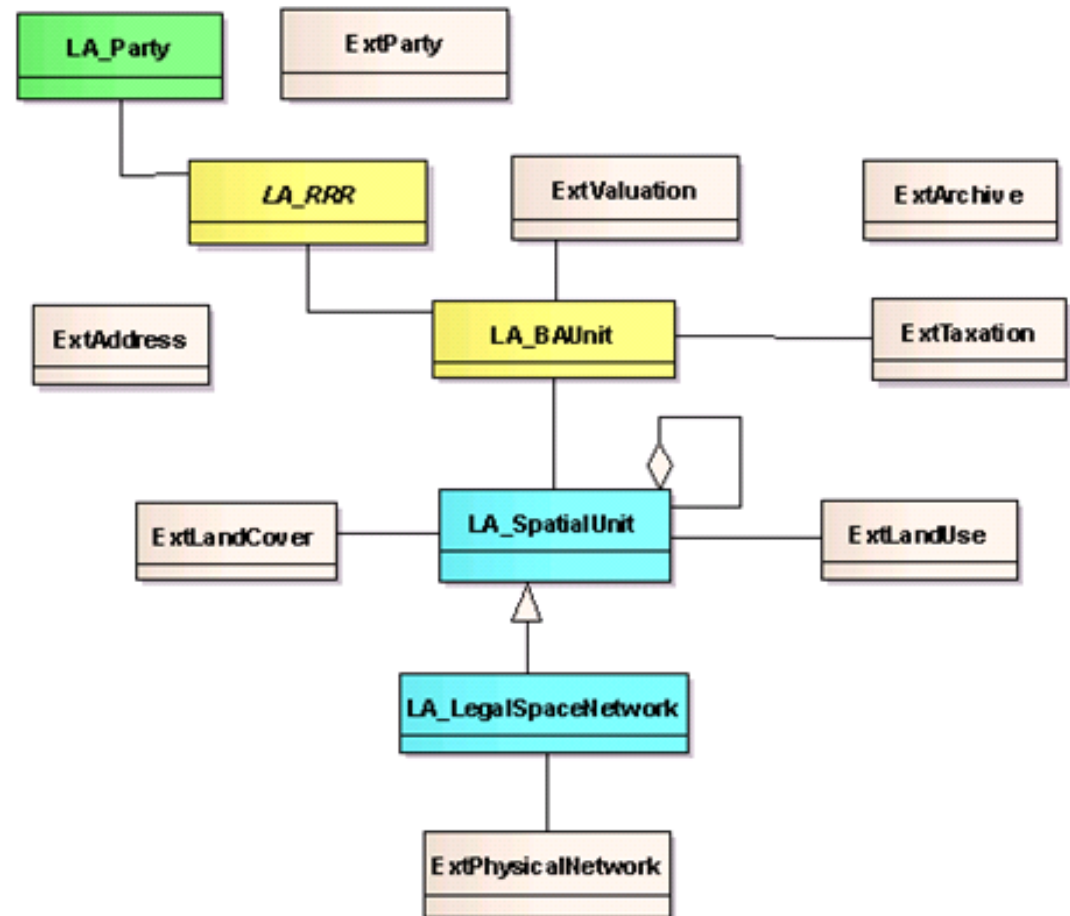 LA_Party
ExtParty
LA_RRR
ExtValuation
ExtArchive
ExtAddress
LA_BAUnit
ExtTaxation
ExtLandCover
LA_SpatialUnit
ExtLandUse
LA_LegalSpaceNetwork
ExtPhysicalNetwork